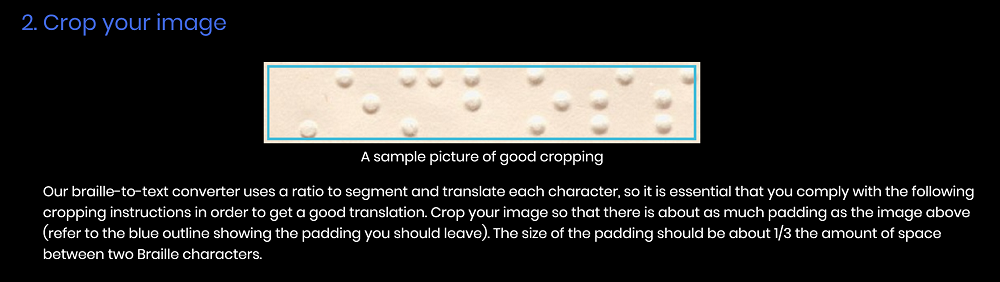 2. Crop your image
⠠⠑⠍⠃⠕⠎⠎
A sample picture of good cropping
Our braille-to-text converter uses a ratio to segment and translate each character, so it is essential that you comply with the following
cropping instructions in order to get a good translation. Crop your image so that there is about as much padding as the image above
(refer to the blue outline showing the padding you should leave). The size of the padding should be about 1/3 the amount of space
between two Braille characters.